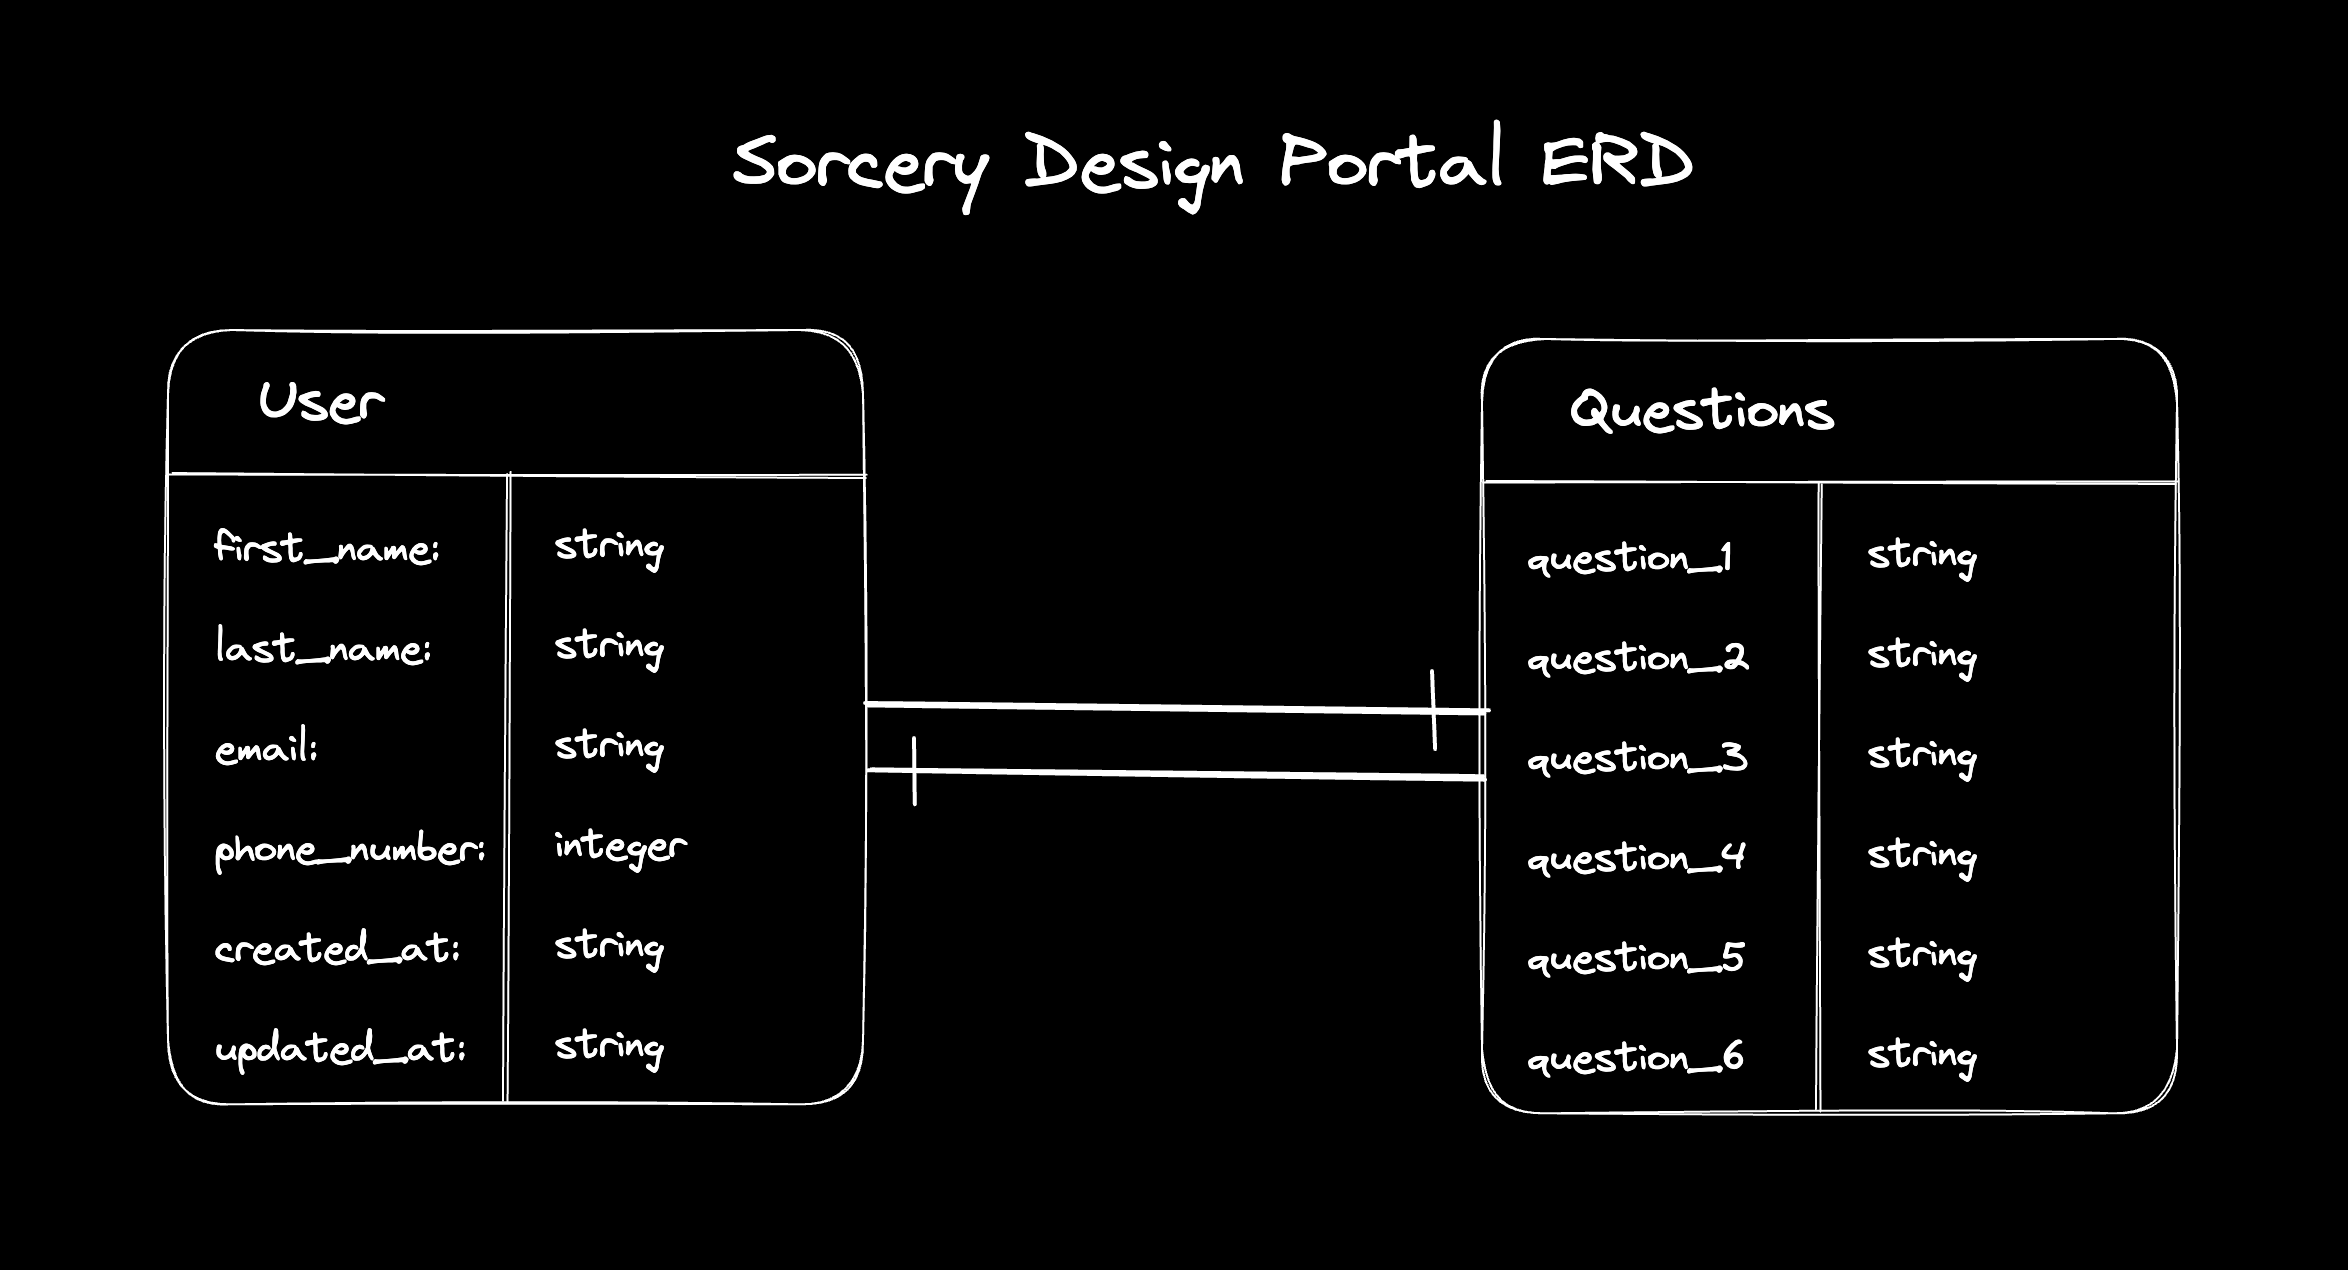 Sorcery Design Portal ERD
User
first_name: string
last_name: string
email: string
phone_number: integer
created_at: string
updated_at: string
Questions
question_1 string
question_2 string
question_3 string
question_4 string
question_5 string
question_6 string